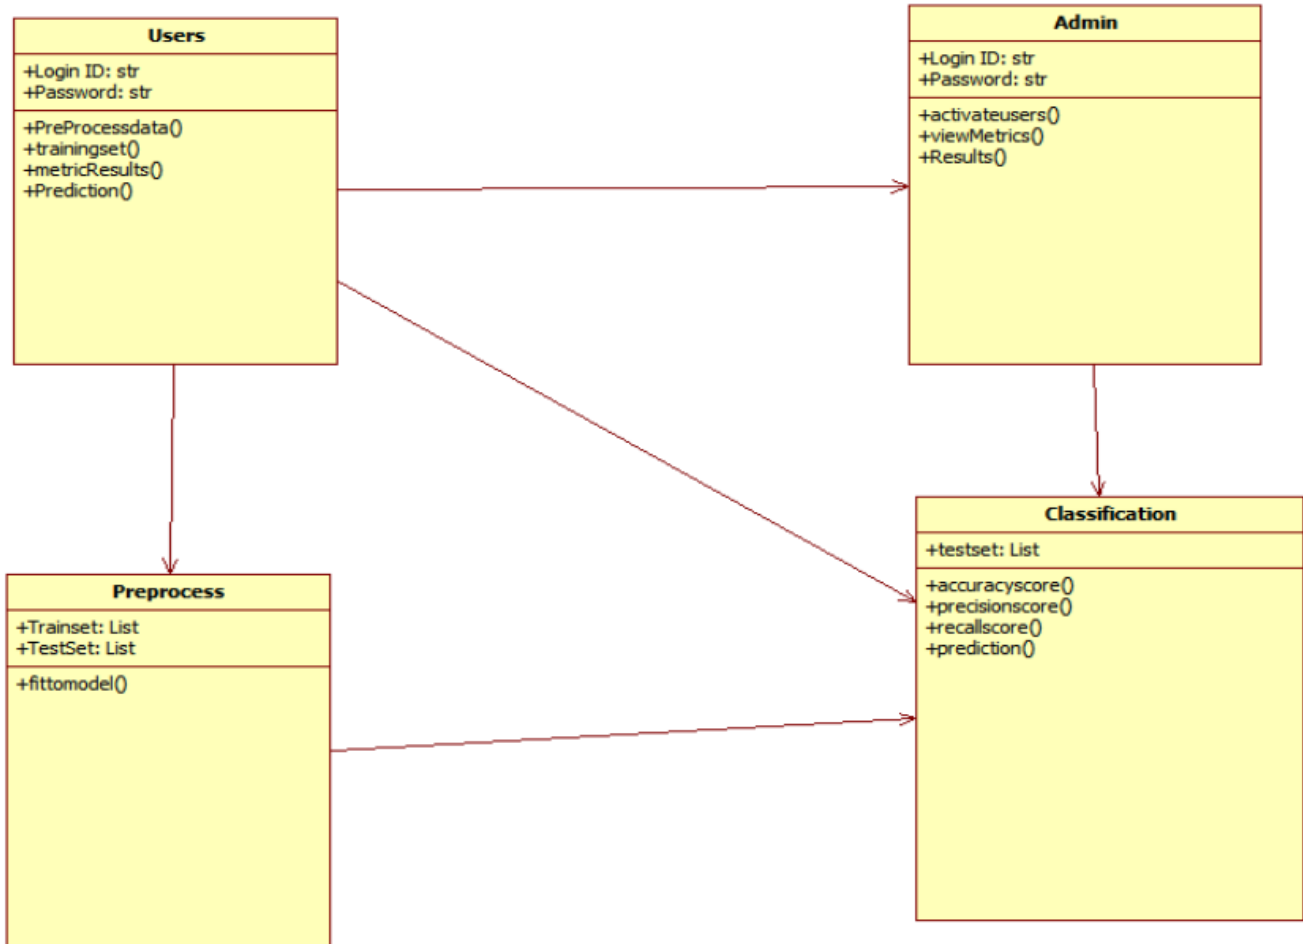 Users
+Login ID: str
+Password: str
+PreProcessdata()
+trainingset()
+metricResults()
+Prediction()
Admin
+Login ID: str
+Password: str
+activateusers()
+viewMetrics()
+Results()
Preprocess
+Trainset: List
+TestSet: List
+fittomodel()
Classification
+testset: List
+accuracyscore()
+precisionscore()
+recallscore()
+prediction()